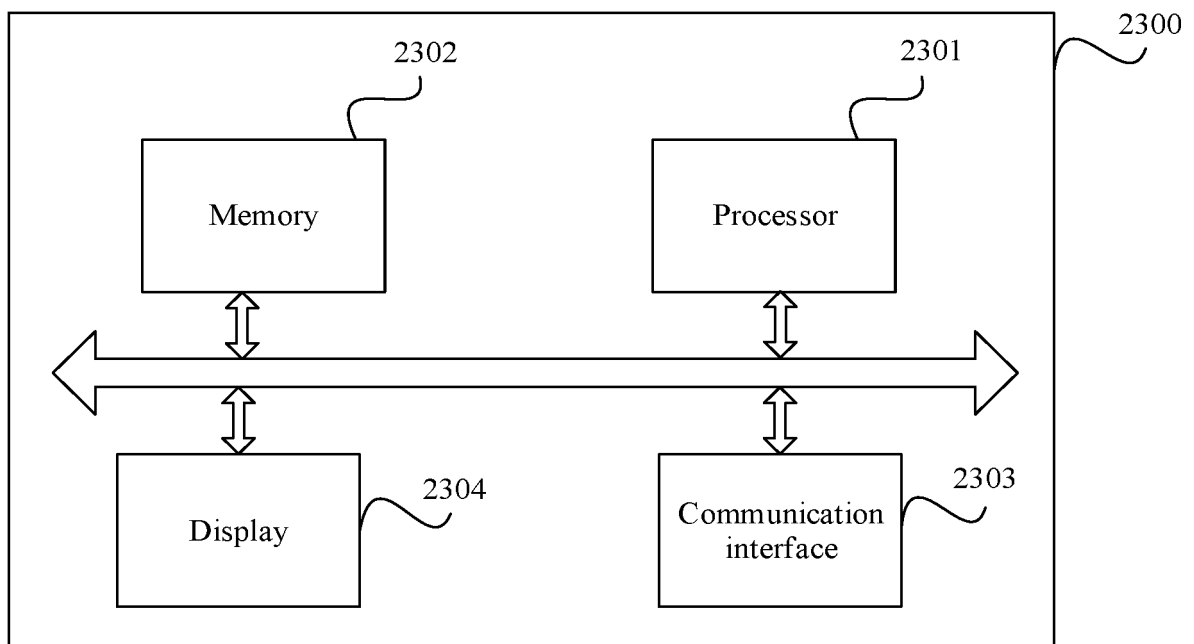 2300
2302
2301
Memory
Processor
2304
2303
Display
Communication
interface